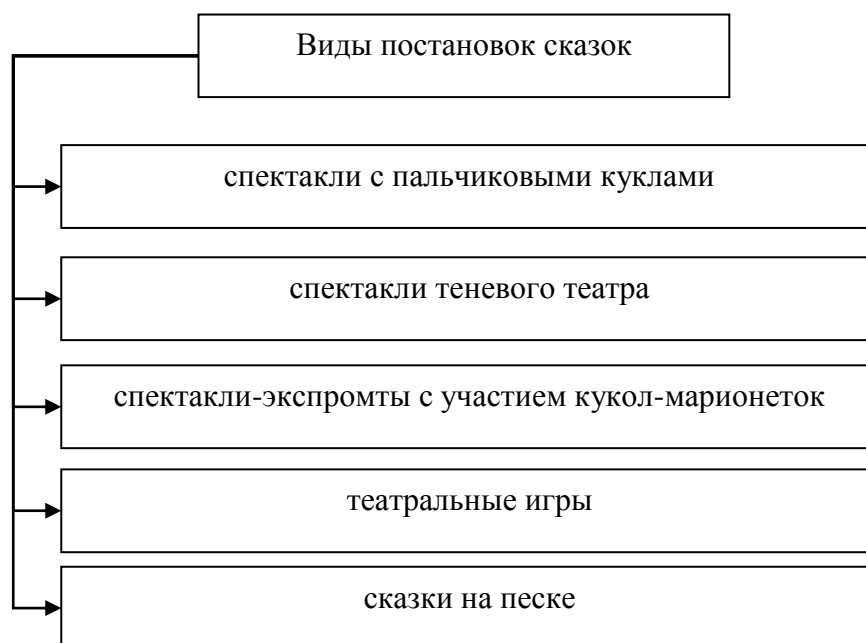 Виды постановок сказок
спектакли с пальчиковыми куклами
спектакли теневого театра
спектакли-экспромты с участием кукол-марионеток
театральные игры
сказки на песке